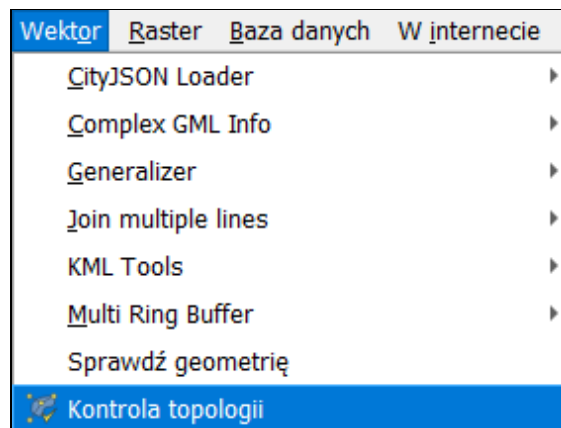 Wektor Raster Baza danych W internecie
CityJSON Loader
Complex GML Info
Generalizer
Join multiple lines
KML Tools
Multi Ring Buffer
Sprawdź geometrię
Kontrola topologii